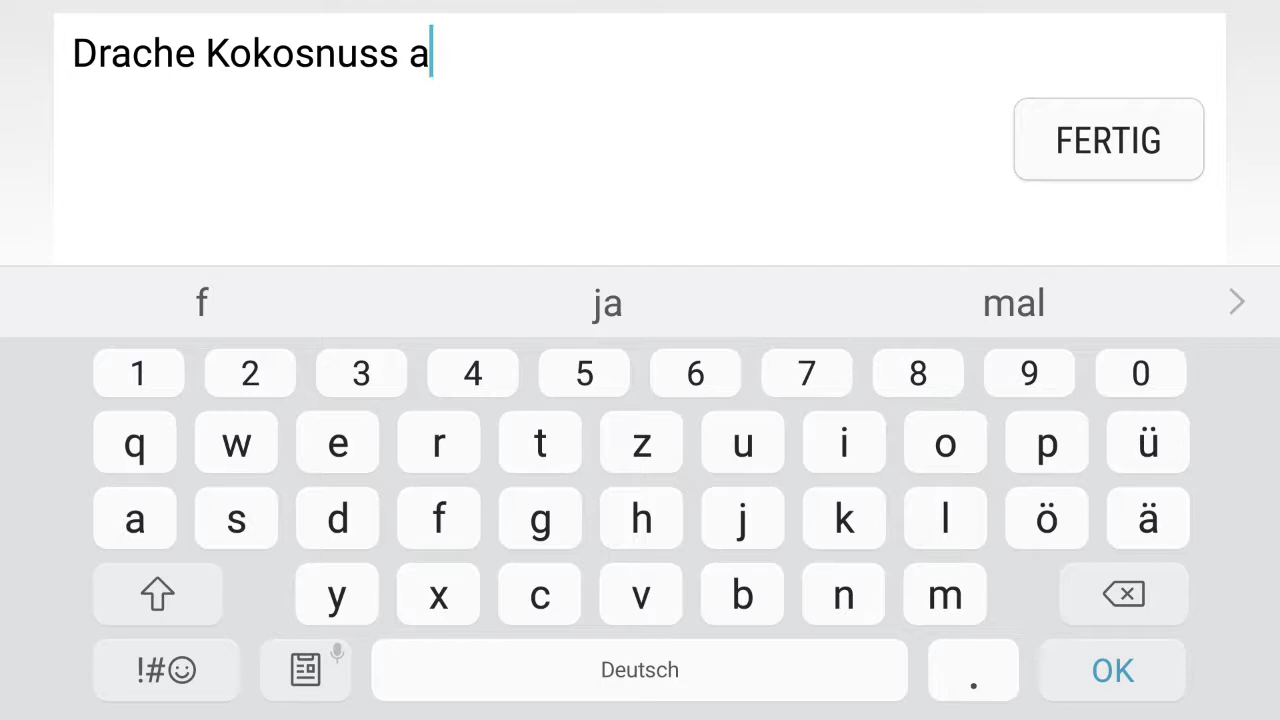 Drache Kokosnuss a
FERTIG
f ja mal
1 2 3 4 5 6 7 8 9 0
q w e r t z u i o p ü
a s d f g h j k l ö ä
y x c v b n m
!#☺ Deutsch . OK